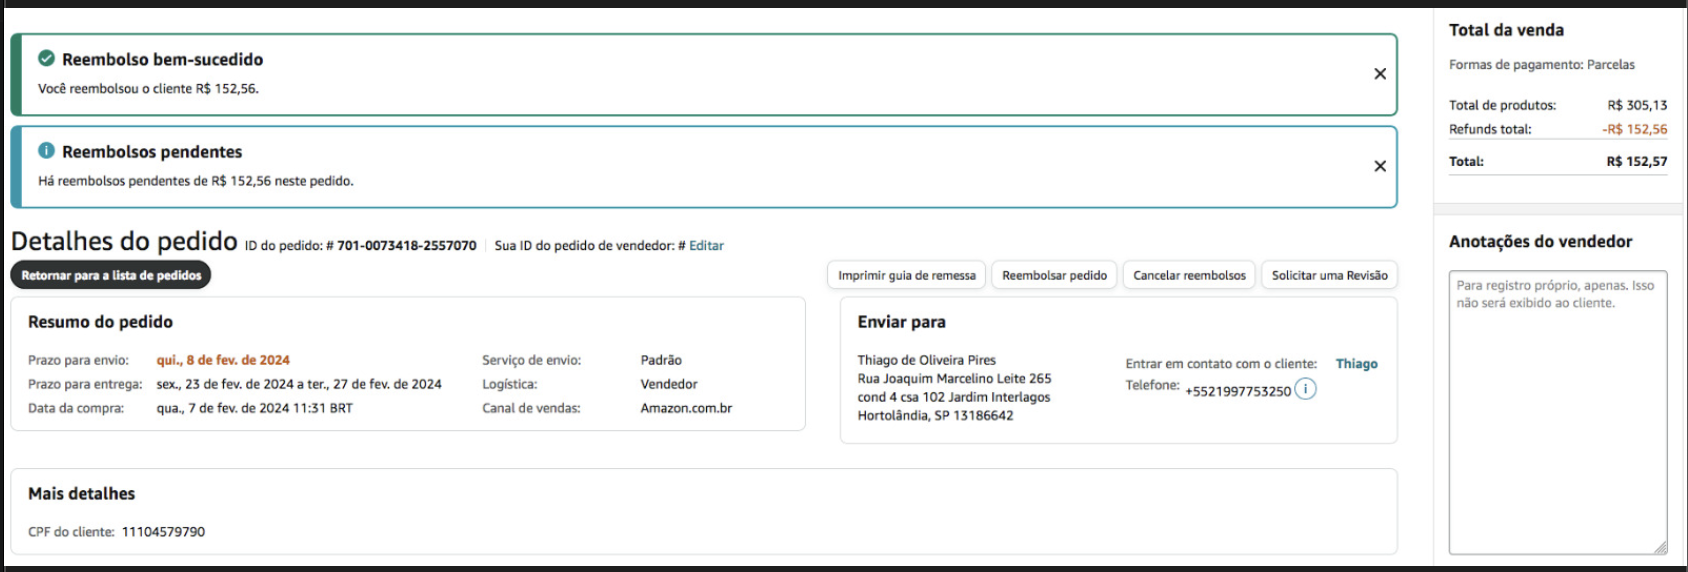 Reembolso bem-sucedido
Você reembolsou o cliente R$ 152,56.
Reembolsos pendentes
Há reembolsos pendentes de R$ 152,56 neste pedido.
Detalhes do pedido ID do pedido: # 701-0073418-2557070 Sua ID do pedido de vendedor: # Editar
Retornar para a lista de pedidos
Imprimir guia de remessa Reembolsar pedido Cancelar reembolsos Solicitar uma Revisão
Resumo do pedido
Prazo para envio: qui., 8 de fev. de 2024
Prazo para entrega: sex., 23 de fev. de 2024 a ter., 27 de fev. de 2024
Data da compra: qua., 7 de fev. de 2024 11:31 BRT
Serviço de envio: Padrão
Logística: Vendedor
Canal de vendas: Amazon.com.br
Enviar para
Thiago de Oliveira Pires
Rua Joaquim Marcelino Leite 265
cond 4 csa 102 Jardim Interlagos
Hortolândia, SP 13186642
Entrar em contato com o cliente: Thiago
Telefone: +5521997753250
Mais detalhes
CPF do cliente: 11104579790
Total da venda
Formas de pagamento: Parcelas
Total de produtos: R$ 305,13
Refunds total: -R$ 152,56
Total: R$ 152,57
Anotações do vendedor
Para registro próprio, apenas. Isso
não será exibido ao cliente.